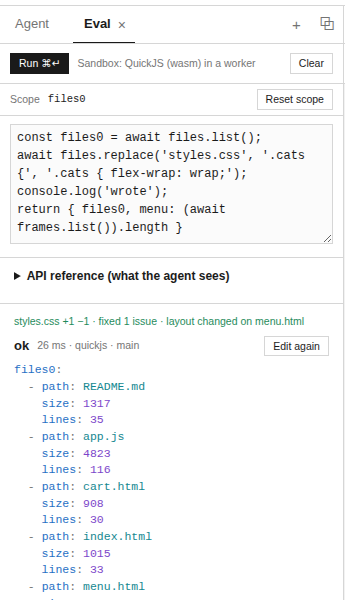 Agent Eval × +
Run ⌘↵ Sandbox: QuickJS (wasm) in a worker Clear
Scope files0 Reset scope
const files0 = await files.list();
await files.replace('styles.css', '.cats
{', '.cats { flex-wrap: wrap;');
console.log('wrote');
return { files0, menu: (await
frames.list()).length }
▶ API reference (what the agent sees)
styles.css +1 −1 · fixed 1 issue · layout changed on menu.html
ok 26 ms · quickjs · main Edit again
files0:
- path: README.md
size: 1317
lines: 35
- path: app.js
size: 4823
lines: 116
- path: cart.html
size: 908
lines: 30
- path: index.html
size: 1015
lines: 33
- path: menu.html